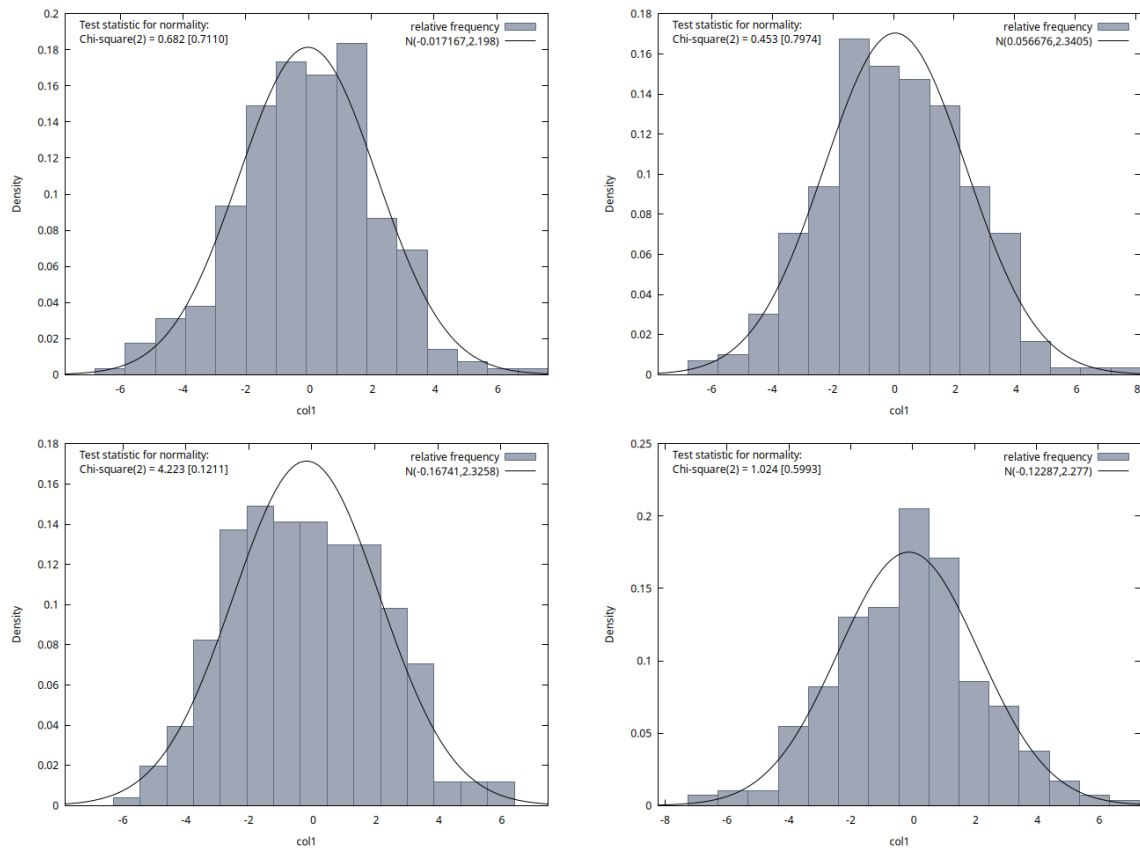 Test statistic for normality:
Chi-square(2) = 0.682 [0.7110]
relative frequency
N(-0.017167,2.198)
0.2
0.18
0.16
0.14
0.12
0.1
0.08
0.06
0.04
0.02
0
Density
-6 -4 -2 0 2 4 6
col1
Test statistic for normality:
Chi-square(2) = 0.453 [0.7974]
relative frequency
N(0.056676,2.3405)
0.18
0.16
0.14
0.12
0.1
0.08
0.06
0.04
0.02
0
Density
-6 -4 -2 0 2 4 6 8
col1
Test statistic for normality:
Chi-square(2) = 4.223 [0.1211]
relative frequency
N(-0.16741,2.3258)
0.18
0.16
0.14
0.12
0.1
0.08
0.06
0.04
0.02
0
Density
-6 -4 -2 0 2 4 6
col1
Test statistic for normality:
Chi-square(2) = 1.024 [0.5993]
relative frequency
N(-0.12287,2.277)
0.25
0.2
0.15
0.1
0.05
0
Density
-8 -6 -4 -2 0 2 4 6
col1